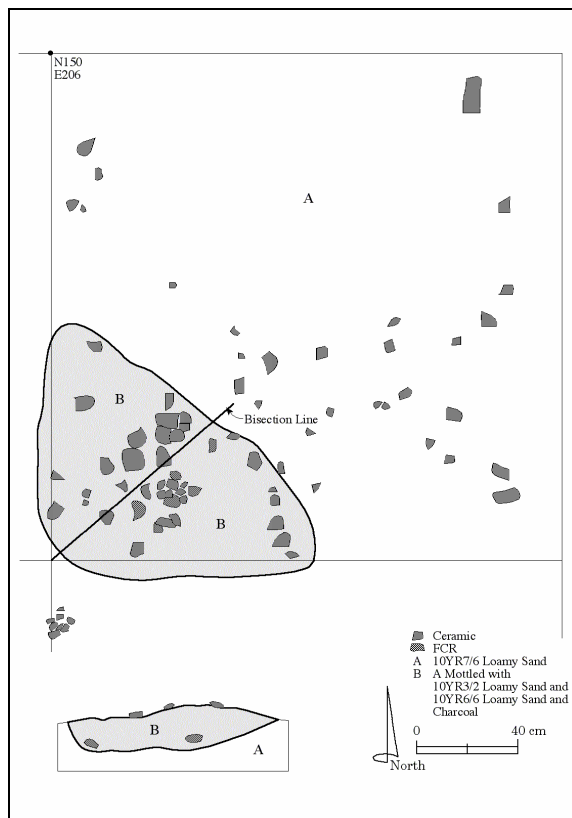 N150
E206
A
B
Bisection Line
B
Ceramic
FCR
A 10YR7/6 Loamy Sand
B A Mottled with
10YR3/2 Loamy Sand and
10YR6/6 Loamy Sand and
Charcoal
B
A
0 40 cm
North